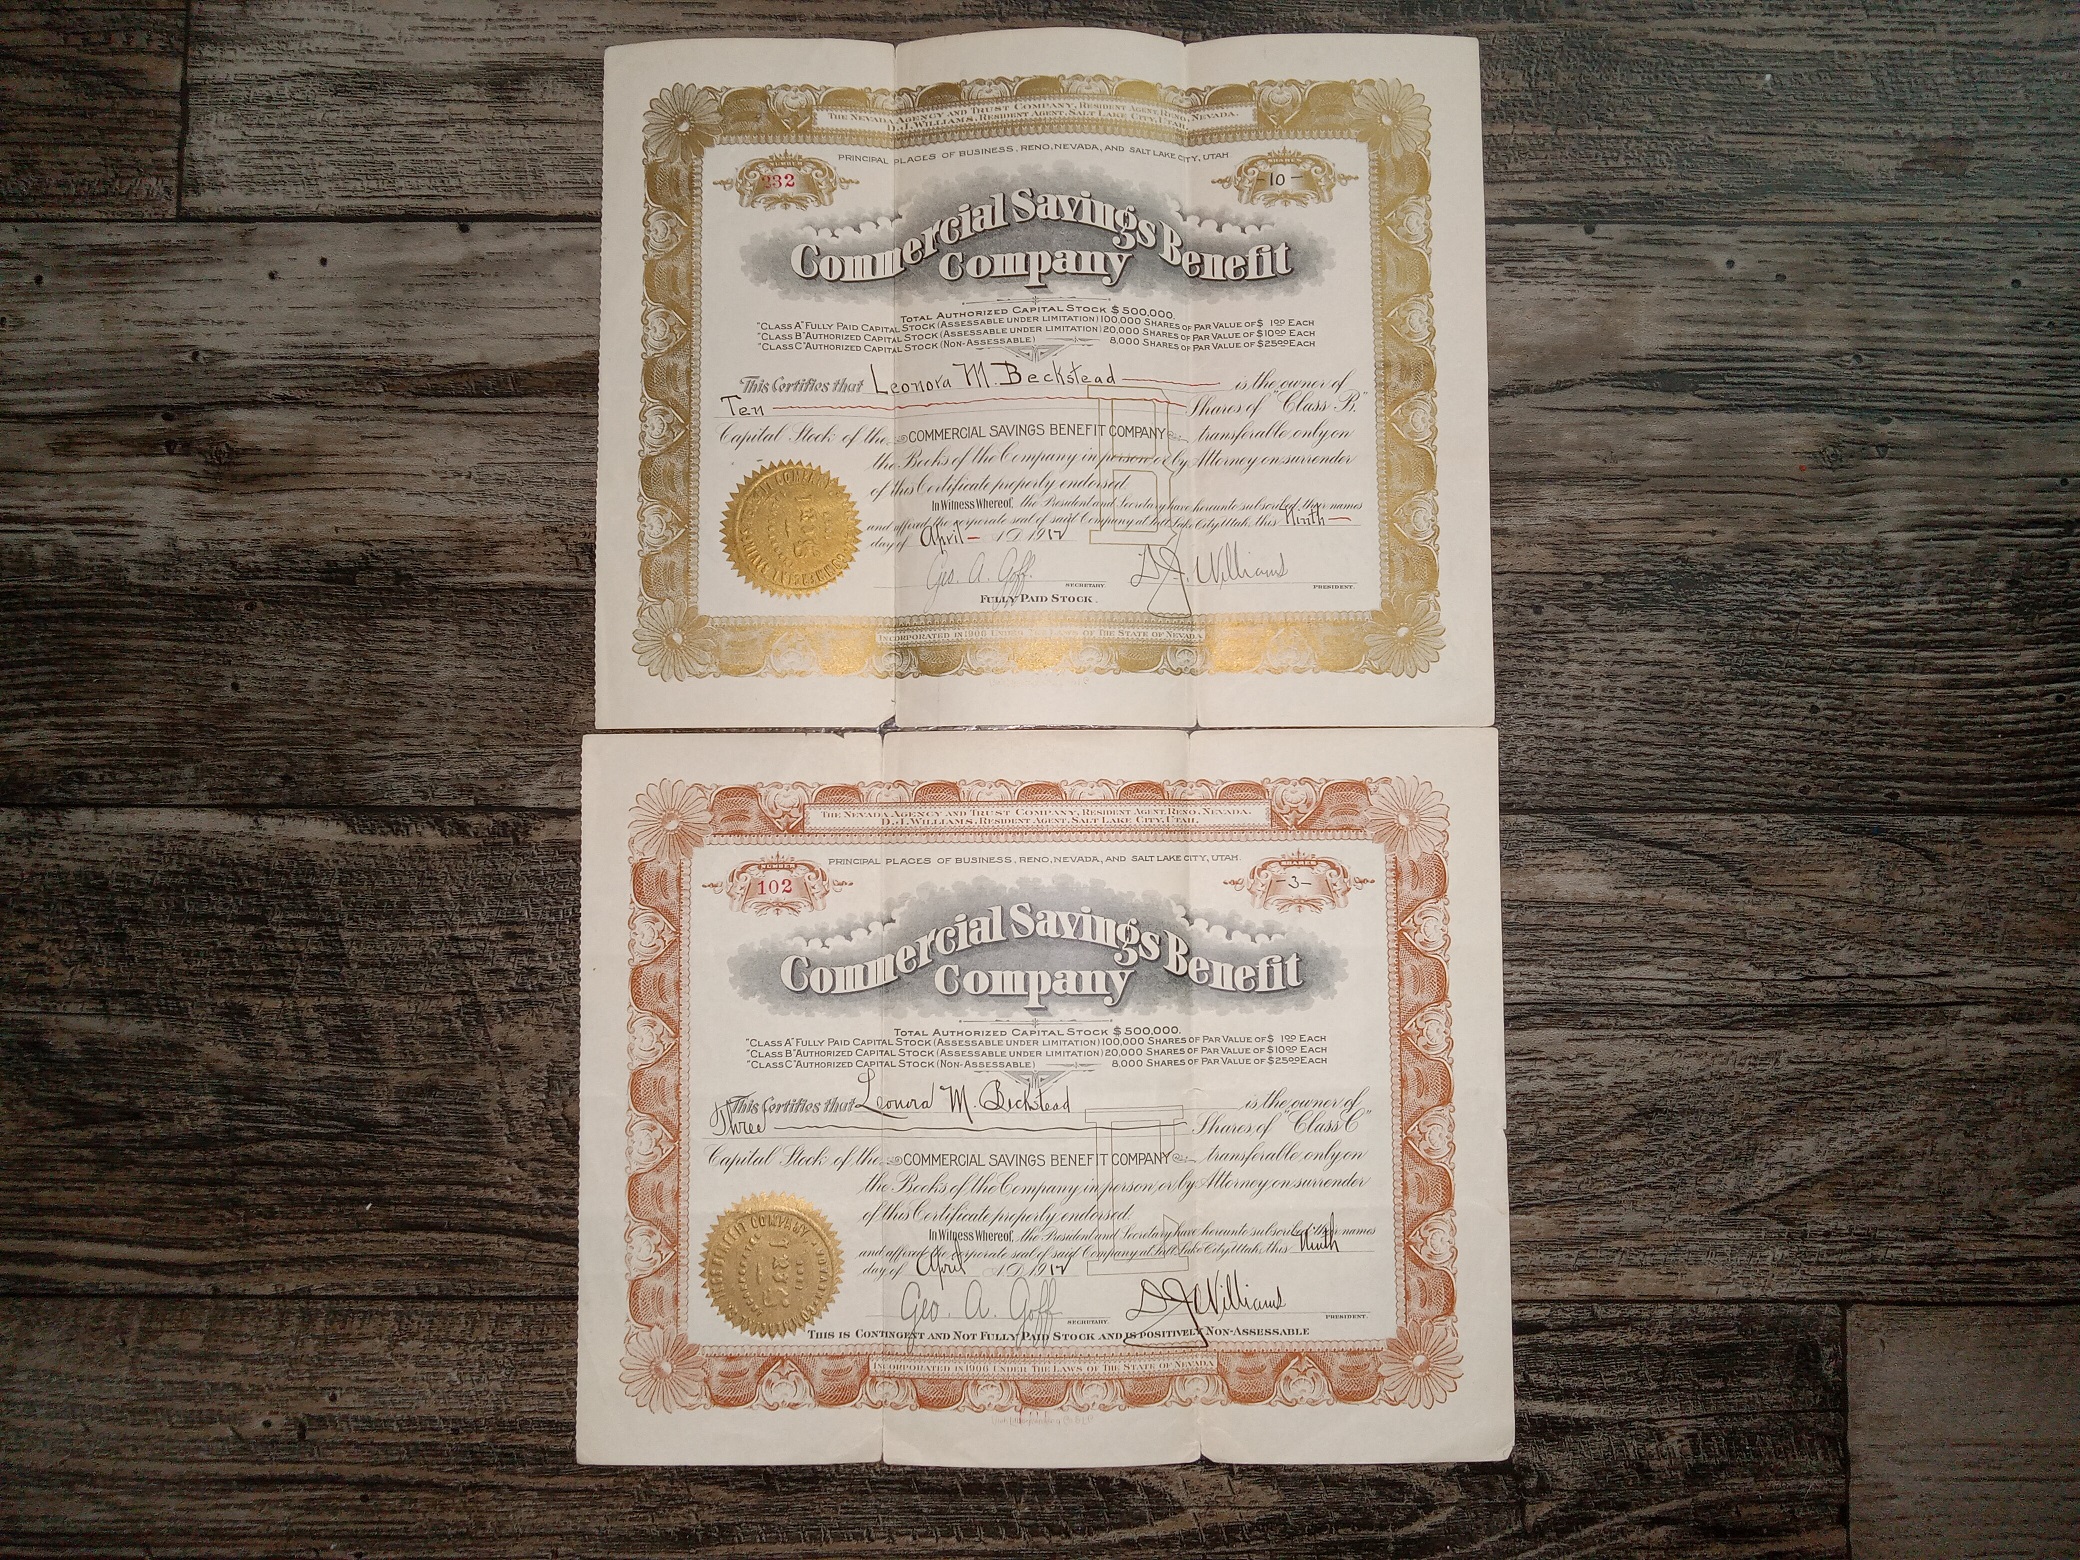 THE NEVADA AGENCY AND TRUST COMPANY, RESIDENT AGENT, RENO, NEVADA.
D. J. WILLIAMS, RESIDENT AGENT, SALT LAKE CITY, UTAH.
PRINCIPAL PLACES OF BUSINESS, RENO, NEVADA, AND SALT LAKE CITY, UTAH
NUMBER
232
SHARES
-10-
Commercial Savings Benefit
Company
TOTAL AUTHORIZED CAPITAL STOCK $500,000.
"CLASS A" FULLY PAID CAPITAL STOCK (ASSESSABLE UNDER LIMITATION) 100,000 SHARES OF PAR VALUE OF $ 1.00 EACH
"CLASS B" AUTHORIZED CAPITAL STOCK (ASSESSABLE UNDER LIMITATION) 20,000 SHARES OF PAR VALUE OF $10.00 EACH
"CLASS C" AUTHORIZED CAPITAL STOCK (NON-ASSESSABLE) 8,000 SHARES OF PAR VALUE OF $25.00 EACH
This Certifies that Leonora M. Beckstead is the owner of
Ten Shares of "Class B."
Capital Stock of the COMMERCIAL SAVINGS BENEFIT COMPANY transferable only on
the Books of the Company in person or by Attorney on surrender
of this Certificate properly endorsed.
In Witness Whereof, the President and Secretary have hereunto subscribed their names
and affixed the corporate seal of said Company at Salt Lake City, Utah, this Ninth
day of April A.D. 1912
Geo. A. Goff. SECRETARY. D J. Williams PRESIDENT.
FULLY PAID STOCK.
INCORPORATED IN 1906 UNDER THE LAWS OF THE STATE OF NEVADA
THE NEVADA AGENCY AND TRUST COMPANY, RESIDENT AGENT, RENO, NEVADA.
D. J. WILLIAMS, RESIDENT AGENT, SALT LAKE CITY, UTAH.
PRINCIPAL PLACES OF BUSINESS, RENO, NEVADA, AND SALT LAKE CITY, UTAH.
NUMBER
102
SHARES
-3-
Commercial Savings Benefit
Company
TOTAL AUTHORIZED CAPITAL STOCK $500,000.
"CLASS A" FULLY PAID CAPITAL STOCK (ASSESSABLE UNDER LIMITATION) 100,000 SHARES OF PAR VALUE OF $ 1.00 EACH
"CLASS B" AUTHORIZED CAPITAL STOCK (ASSESSABLE UNDER LIMITATION) 20,000 SHARES OF PAR VALUE OF $10.00 EACH
"CLASS C" AUTHORIZED CAPITAL STOCK (NON-ASSESSABLE) 8,000 SHARES OF PAR VALUE OF $25.00 EACH
This Certifies that Leonora M. Beckstead is the owner of
Three Shares of "Class C"
Capital Stock of the COMMERCIAL SAVINGS BENEFIT COMPANY transferable only on
the Books of the Company in person or by Attorney on surrender
of this Certificate properly endorsed.
In Witness Whereof, the President and Secretary have hereunto subscribed their names
and affixed the corporate seal of said Company at Salt Lake City, Utah, this Ninth
day of April A.D. 1912
Geo. A. Goff SECRETARY. D J Williams PRESIDENT.
THIS IS CONTINGENT AND NOT FULLY PAID STOCK AND IS POSITIVELY NON-ASSESSABLE
INCORPORATED IN 1906 UNDER THE LAWS OF THE STATE OF NEVADA